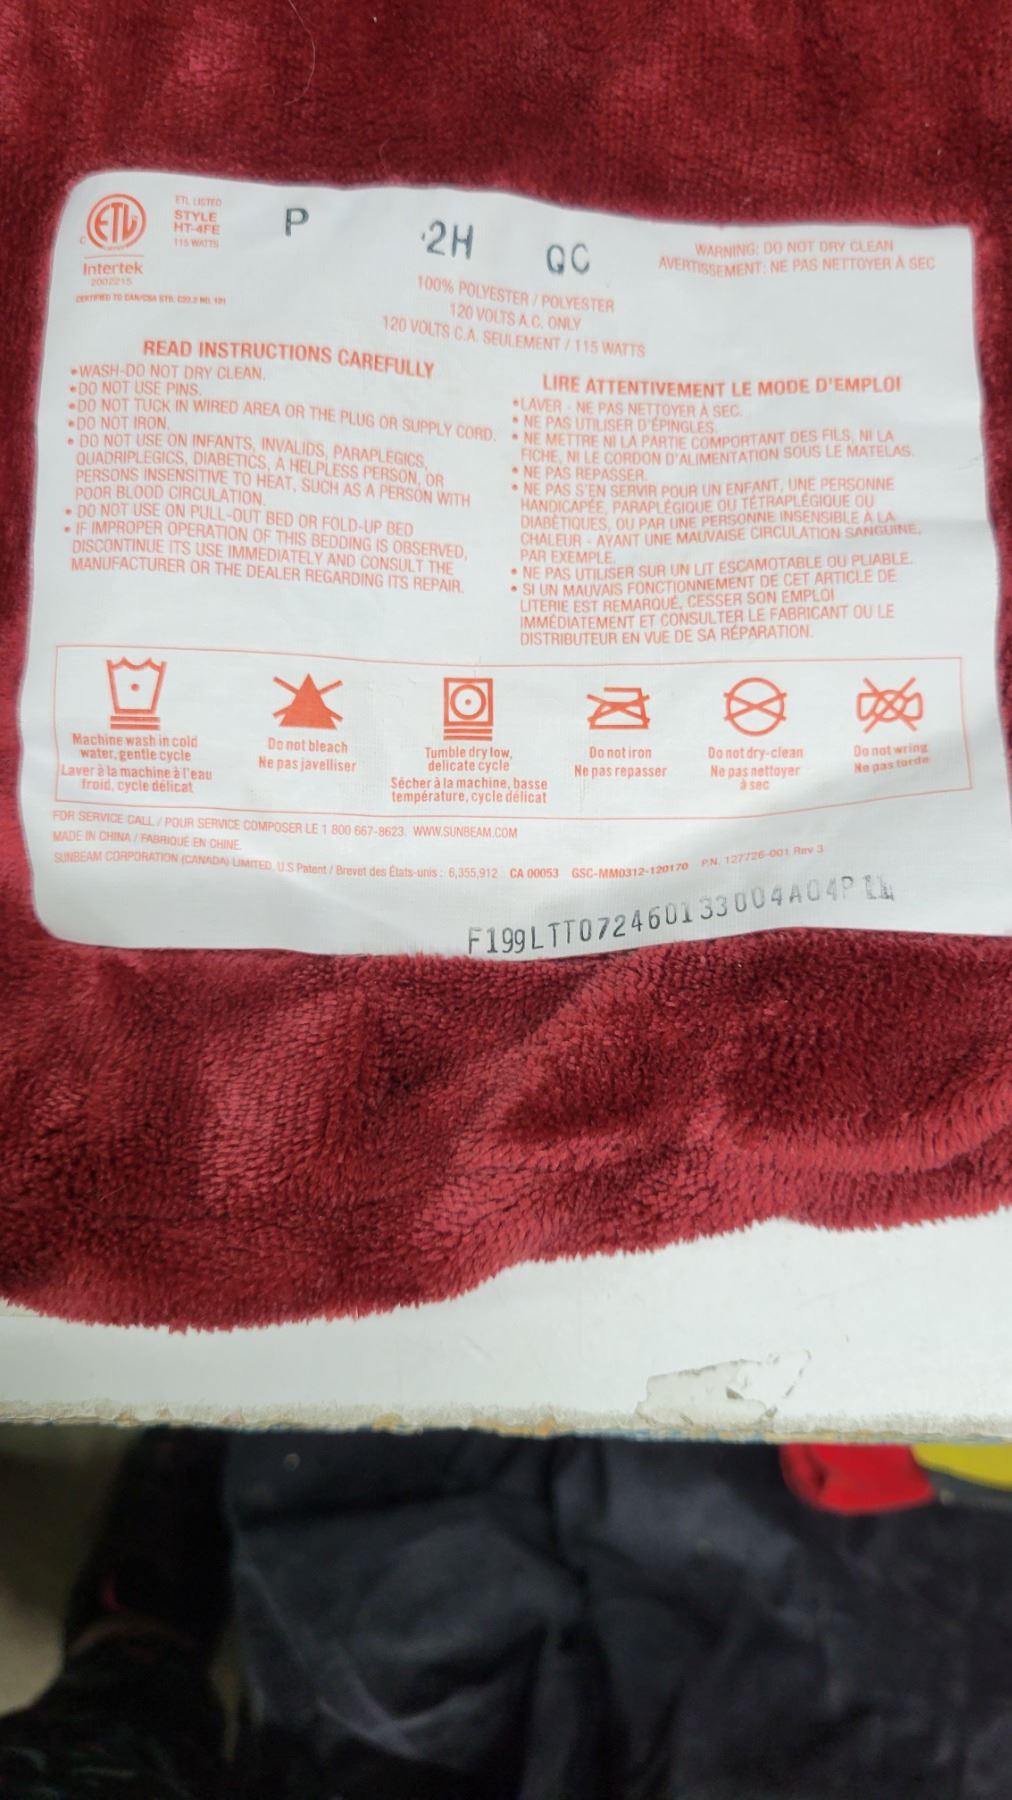 ETL LISTED
STYLE
HT-4FE
115 WATTS
ETL
C
Intertek
2002215
CERTIFIED TO CAN/CSA STD. C22.2 NO. 191
P
2H
QC
100% POLYESTER / POLYESTER
120 VOLTS A.C. ONLY
120 VOLTS C.A. SEULEMENT / 115 WATTS
WARNING: DO NOT DRY CLEAN
AVERTISSEMENT: NE PAS NETTOYER À SEC
READ INSTRUCTIONS CAREFULLY
•WASH-DO NOT DRY CLEAN.
•DO NOT USE PINS.
•DO NOT TUCK IN WIRED AREA OR THE PLUG OR SUPPLY CORD.
•DO NOT IRON.
• DO NOT USE ON INFANTS, INVALIDS, PARAPLEGICS,
QUADRIPLEGICS, DIABETICS, A HELPLESS PERSON, OR
PERSONS INSENSITIVE TO HEAT, SUCH AS A PERSON WITH
POOR BLOOD CIRCULATION.
• DO NOT USE ON PULL-OUT BED OR FOLD-UP BED
• IF IMPROPER OPERATION OF THIS BEDDING IS OBSERVED,
DISCONTINUE ITS USE IMMEDIATELY AND CONSULT THE
MANUFACTURER OR THE DEALER REGARDING ITS REPAIR.
LIRE ATTENTIVEMENT LE MODE D'EMPLOI
•LAVER - NE PAS NETTOYER À SEC.
• NE PAS UTILISER D'ÉPINGLES.
• NE METTRE NI LA PARTIE COMPORTANT DES FILS, NI LA
FICHE, NI LE CORDON D'ALIMENTATION SOUS LE MATELAS.
• NE PAS REPASSER.
• NE PAS S'EN SERVIR POUR UN ENFANT, UNE PERSONNE
HANDICAPÉE, PARAPLÉGIQUE OU TÉTRAPLÉGIQUE OU
DIABÉTIQUES, OU PAR UNE PERSONNE INSENSIBLE À LA
CHALEUR - AYANT UNE MAUVAISE CIRCULATION SANGUINE,
PAR EXEMPLE.
• NE PAS UTILISER SUR UN LIT ESCAMOTABLE OU PLIABLE.
• SI UN MAUVAIS FONCTIONNEMENT DE CET ARTICLE DE
LITERIE EST REMARQUÉ, CESSER SON EMPLOI
IMMÉDIATEMENT ET CONSULTER LE FABRICANT OU LE
DISTRIBUTEUR EN VUE DE SA RÉPARATION.
Machine wash in cold
water, gentle cycle
Laver à la machine à l'eau
froid, cycle délicat
Do not bleach
Ne pas javelliser
Tumble dry low,
delicate cycle
Sécher à la machine, basse
température, cycle délicat
Do not iron
Ne pas repasser
Do not dry-clean
Ne pas nettoyer
à sec
Do not wring
Ne pas torde
FOR SERVICE CALL / POUR SERVICE COMPOSER LE 1 800 667-8623. WWW.SUNBEAM.COM
MADE IN CHINA / FABRIQUÉ EN CHINE
SUNBEAM CORPORATION (CANADA) LIMITED U.S Patent / Brevet des États-unis : 6,355,912 CA 00053 GSC-MM0312-120170 P.N. 127726-001 Rev 3
F199LTT072460133004A04P